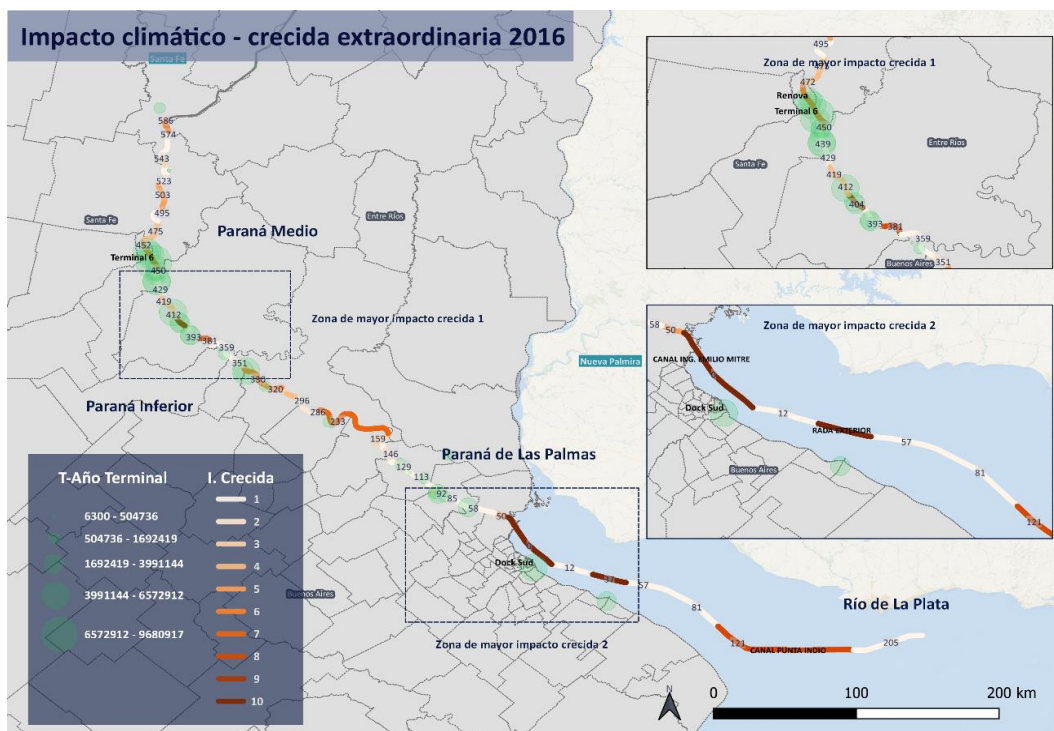 Impacto climático - crecida extraordinaria 2016
Santa Fe
586
574
543
523
503
495
Santa Fe
475
452
Terminal 6
450
429
419
412
393
381
359
351
330
320
296
286
233
159
146
129
113
92
85
58
50
12
37
57
81
121
205
Entre Ríos
Paraná Medio
Zona de mayor impacto crecida 1
Nueva Palmira
Paraná Inferior
Paraná de Las Palmas
Buenos Aires
Dock Sud
Zona de mayor impacto crecida 2
Río de La Plata
CANAL PUNTA INDIO
T-Año Terminal
6300 - 504736
504736 - 1692419
1692419 - 3991144
3991144 - 6572912
6572912 - 9680917
I. Crecida
1
2
3
4
5
6
7
8
9
10
N
0 100 200 km
495
Zona de mayor impacto crecida 1
472
Renova
Terminal 6
450
439
Entre Ríos
429
Santa Fe
419
412
404
393
381
359
Buenos Aires
351
58
50
Zona de mayor impacto crecida 2
CANAL ING. EMILIO MITRE
Dock Sud
12
RADA EXTERIOR
57
Buenos Aires
81
121